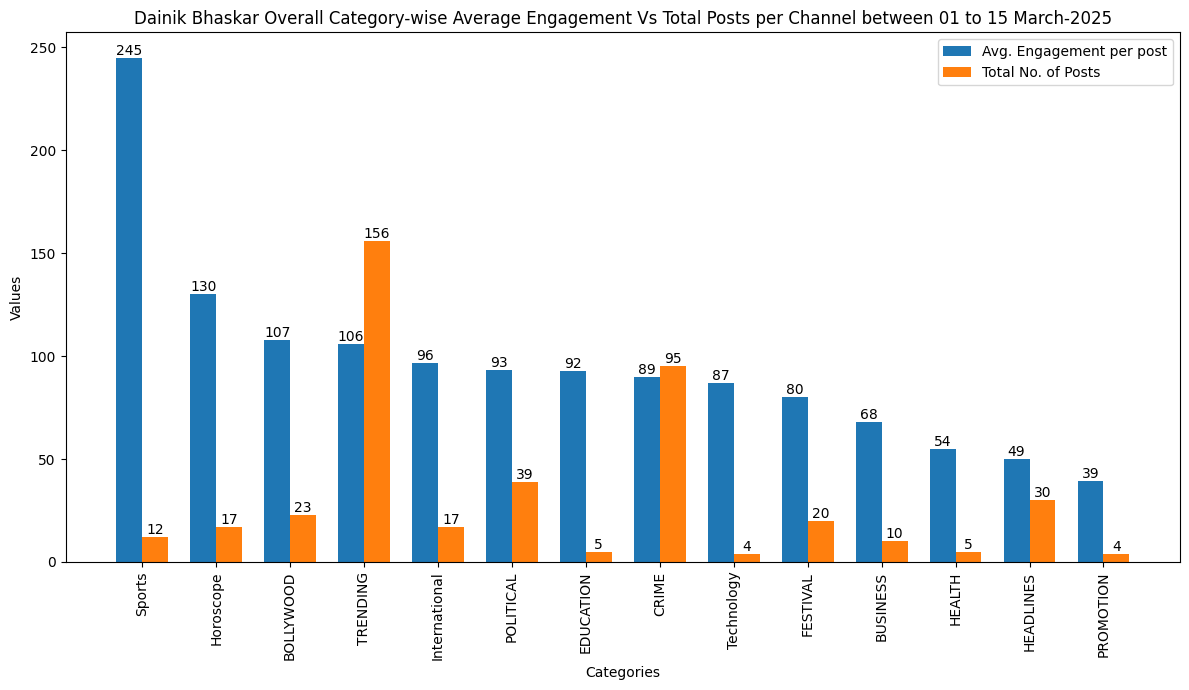 Dainik Bhaskar Overall Category-wise Average Engagement Vs Total Posts per Channel between 01 to 15 March-2025
Avg. Engagement per post
Total No. of Posts
Values
250
200
150
100
50
0
245
12
130
17
107
23
106
156
96
17
93
39
92
5
89
95
87
4
80
20
68
10
54
5
49
30
39
4
Sports
Horoscope
BOLLYWOOD
TRENDING
International
POLITICAL
EDUCATION
CRIME
Technology
FESTIVAL
BUSINESS
HEALTH
HEADLINES
PROMOTION
Categories